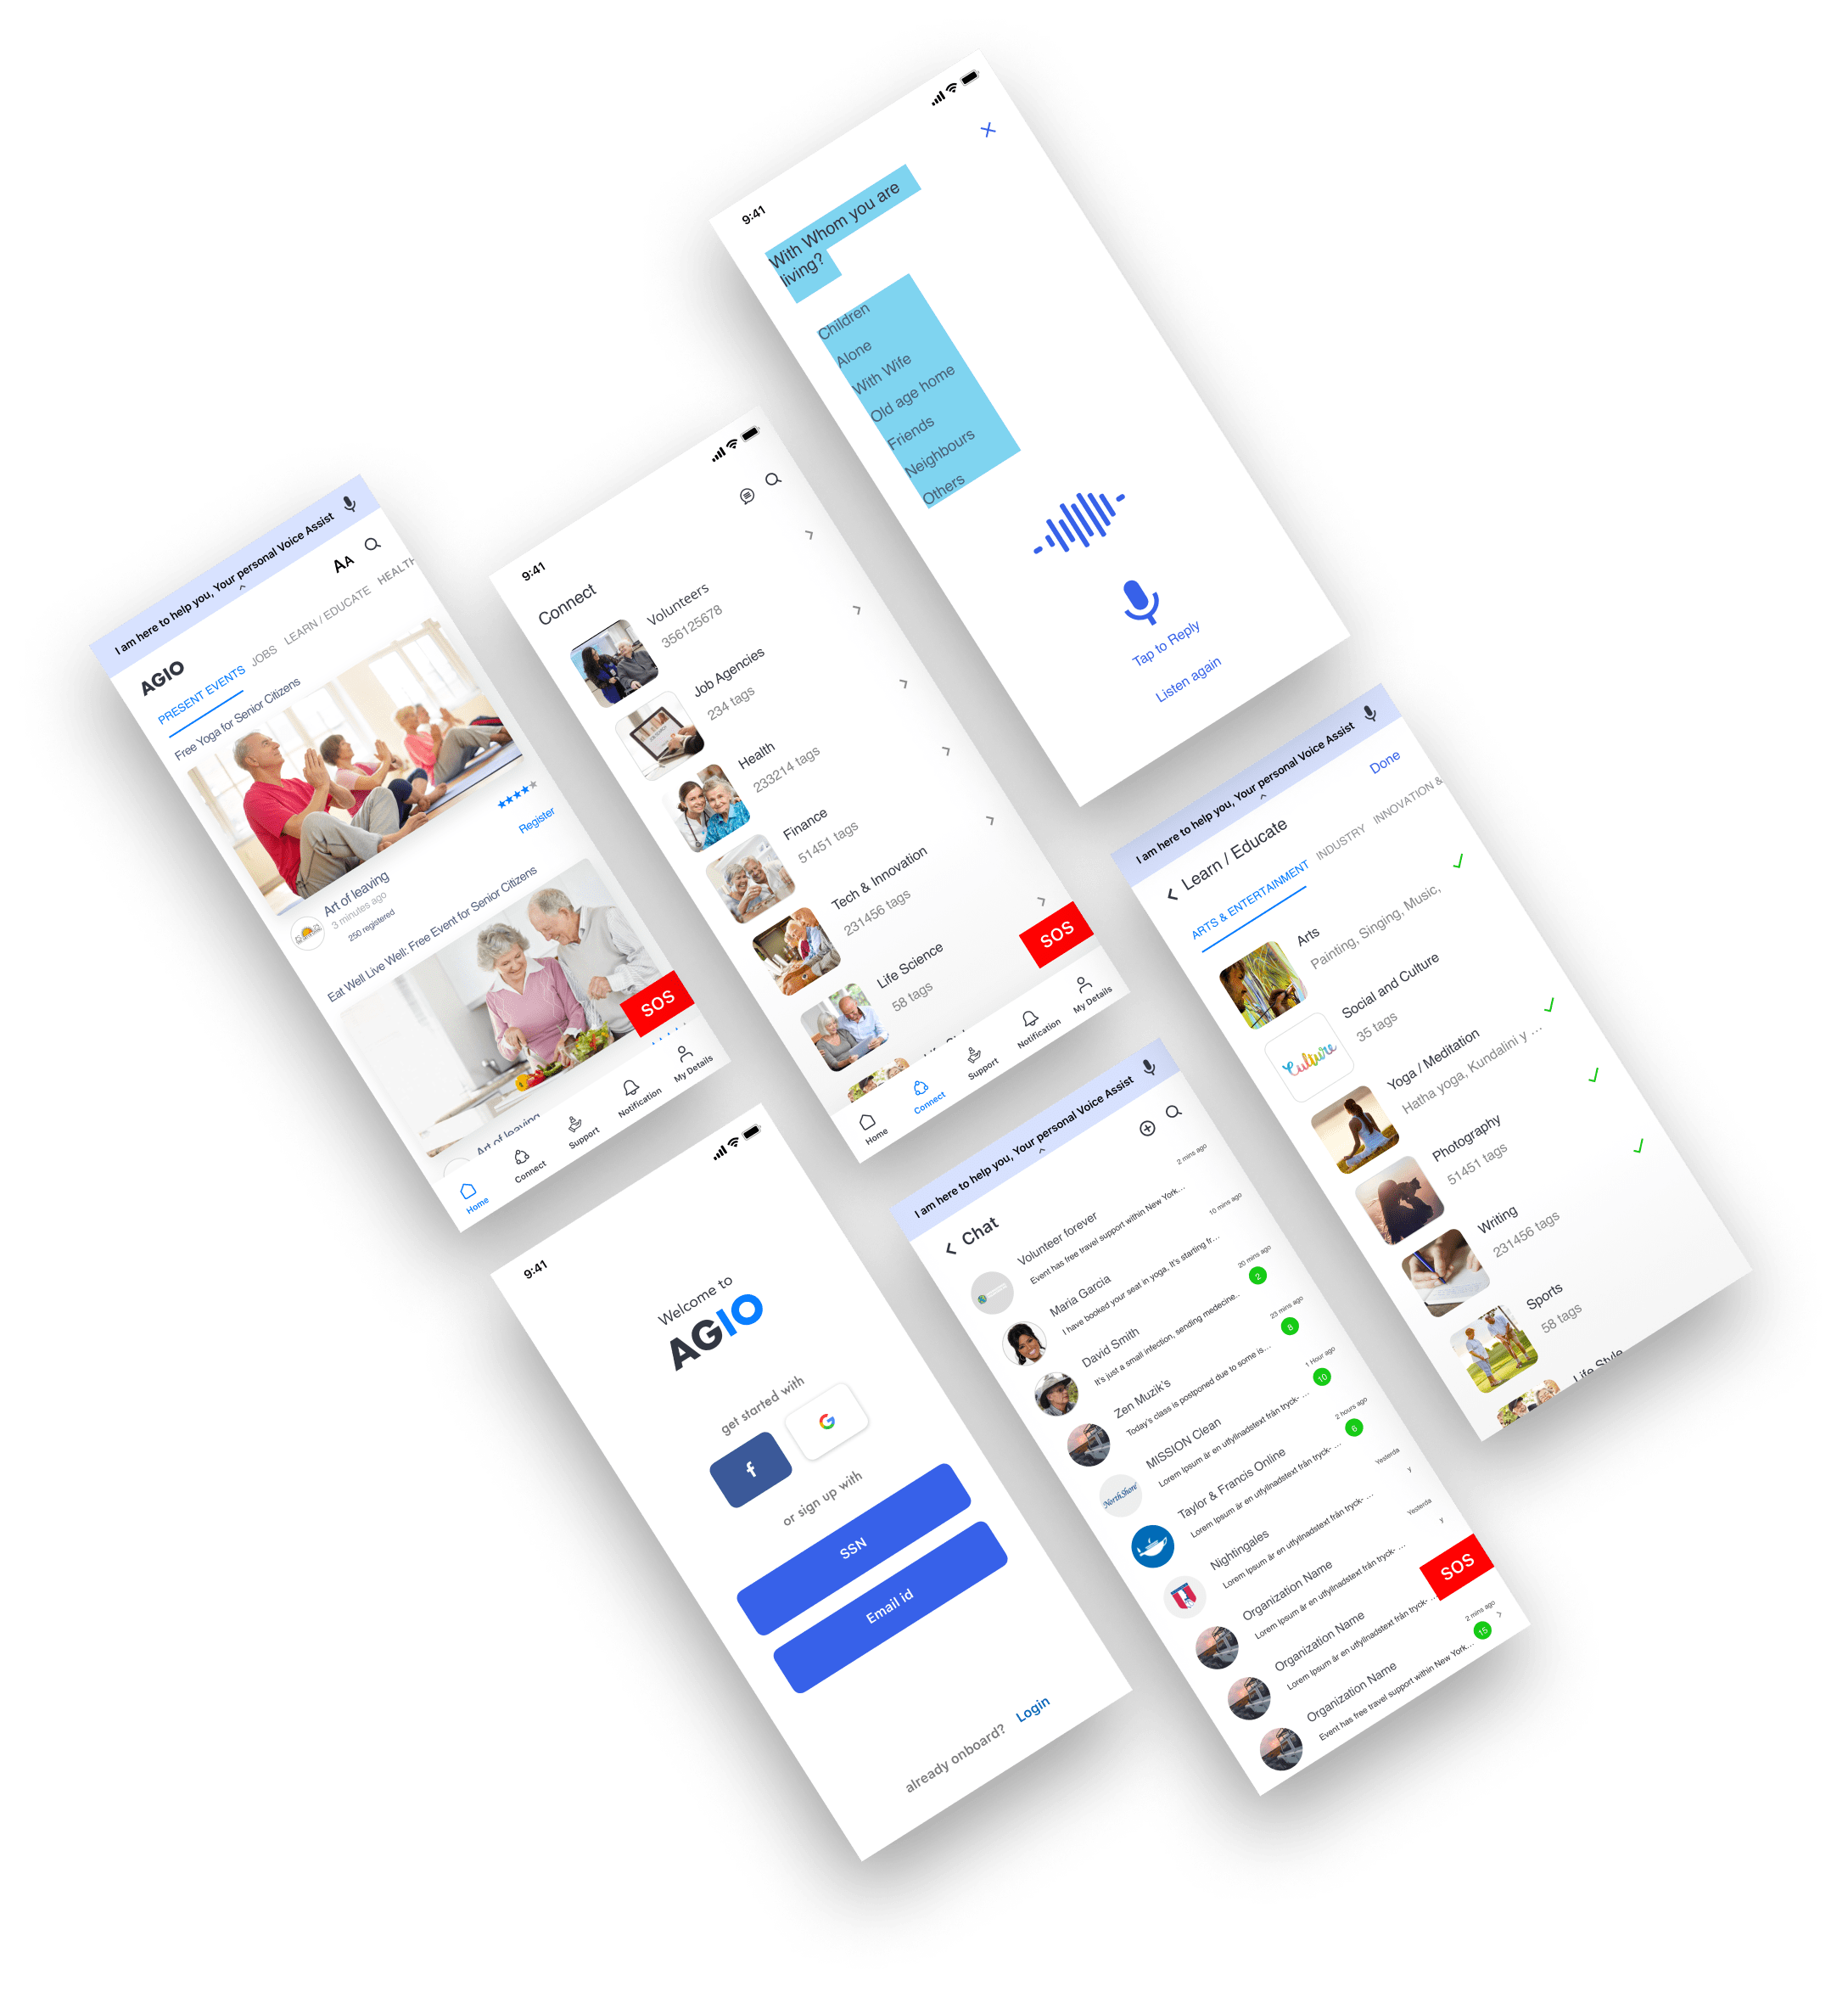 9:41
With Whom you are
living?
Children
Alone
With Wife
Old age home
Friends
Neighbours
Others
Tap to Reply
Listen again
I am here to help you, Your personal Voice Assist
AGIO
AA
PRESENT EVENTS JOBS LEARN / EDUCATE HEALTH
Free Yoga for Senior Citizens
Register
Art of leaving
3 minutes ago
250 registered
Eat Well Live Well: Free Event for Senior Citizens
SOS
Art of leaving
Home
Connect
Support
Notification
My Details
9:41
Connect
Volunteers
356125678
Job Agencies
234 tags
Health
233214 tags
Finance
51451 tags
Tech & Innovation
231456 tags
Life Science
58 tags
SOS
Home
Connect
Support
Notification
My Details
I am here to help you, Your personal Voice Assist
Done
Learn / Educate
ARTS & ENTERTAINMENT INDUSTRY INNOVATION &
Arts
Painting, Singing, Music,
Culture
Social and Culture
35 tags
Yoga / Meditation
Hatha yoga, Kundalini y ...
Photography
51451 tags
Writing
231456 tags
Sports
58 tags
Life Style
9:41
Welcome to
AGIO
get started with
f
G
or sign up with
SSN
Email id
already onboard? Login
I am here to help you, Your personal Voice Assist
Chat
Volunteer forever
2 mins ago
Event has free travel support within New York...
Maria Garcia
10 mins ago
I have booked your seat in yoga. It's starting fr...
David Smith
20 mins ago
It's just a small infection, sending medecine..
2
Zen Muzik's
23 mins ago
Today's class is postponed due to some is...
8
NorthShore
MISSION Clean
1 Hour ago
Lorem Ipsum är en utfyllnadstext från tryck- ...
10
Taylor & Francis Online
2 hours ago
Lorem Ipsum är en utfyllnadstext från tryck- ...
6
Nightingales
Yesterda
y
Lorem Ipsum är en utfyllnadstext från tryck- ...
Organization Name
Yesterda
y
Lorem Ipsum är en utfyllnadstext från tryck- ...
SOS
Organization Name
Lorem Ipsum är en utfyllnadstext från tryck- ...
Organization Name
2 mins ago
Event has free travel support within New York...
15